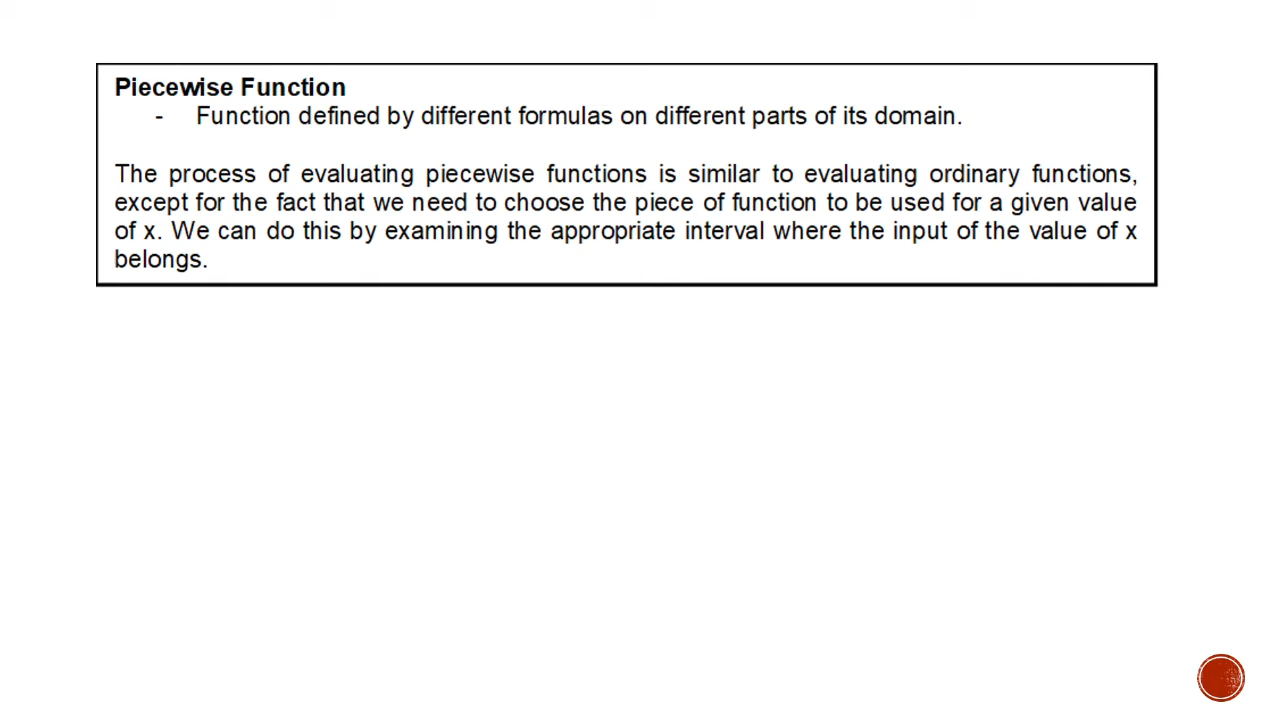 Piecewise Function
- Function defined by different formulas on different parts of its domain.
The process of evaluating piecewise functions is similar to evaluating ordinary functions,
except for the fact that we need to choose the piece of function to be used for a given value
of x. We can do this by examining the appropriate interval where the input of the value of x
belongs.